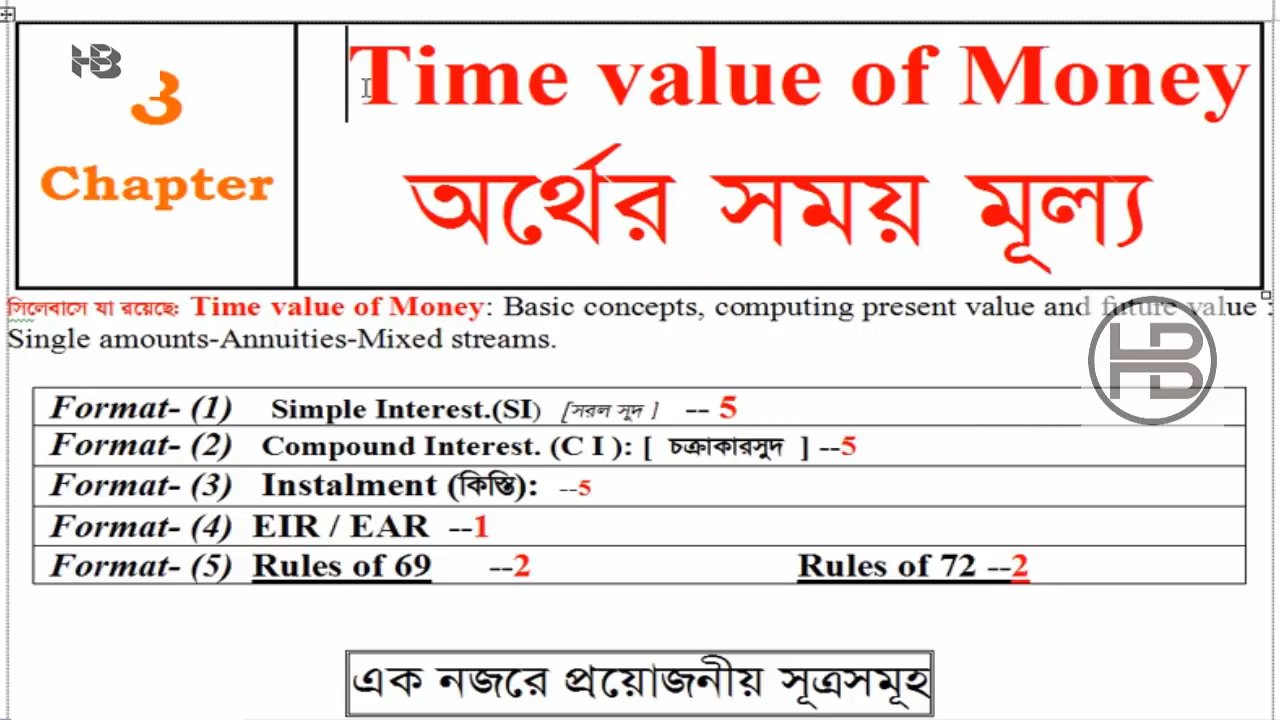 HB
3
Chapter
Time value of Money
অর্থের সময় মূল্য
সিলেবাসে যা রয়েছে: Time value of Money: Basic concepts, computing present value and future value :
Single amounts-Annuities-Mixed streams.
Format- (1) Simple Interest.(SI) [সরল সুদ ] -- 5
Format- (2) Compound Interest. (C I ): [ চক্রাকারসুদ ] --5
Format- (3) Instalment (কিস্তি): --5
Format- (4) EIR / EAR --1
Format- (5) Rules of 69 --2 Rules of 72 --2
এক নজরে প্রয়োজনীয় সূত্রসমূহ